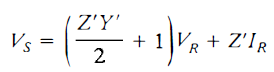 V_S = (Z′Y′/2 + 1)V_R + Z′I_R